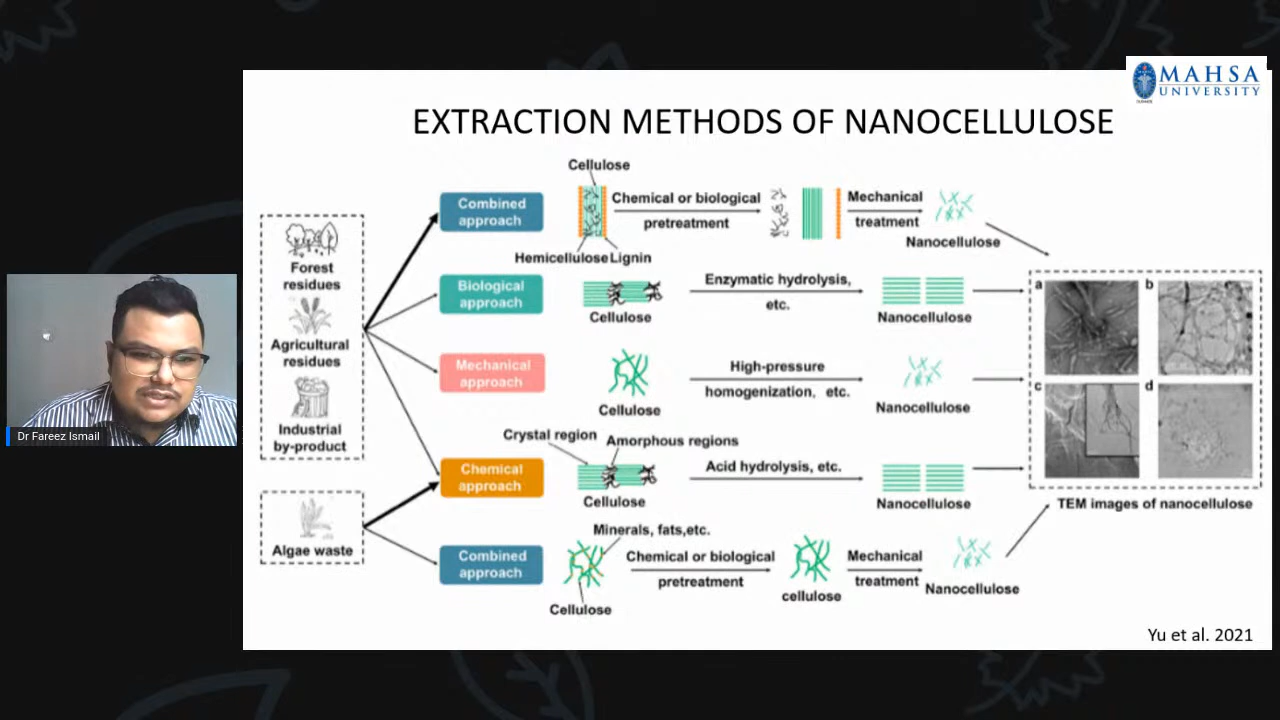 MAHSA
UNIVERSITY
EXTRACTION METHODS OF NANOCELLULOSE
Forest
residues
Agricultural
residues
Industrial
by-product
Algae waste
Combined
approach
Cellulose
Hemicellulose
Lignin
Chemical or biological
pretreatment
Mechanical
treatment
Nanocellulose
Biological
approach
Cellulose
Enzymatic hydrolysis,
etc.
Nanocellulose
Mechanical
approach
Cellulose
High-pressure
homogenization, etc.
Nanocellulose
Chemical
approach
Crystal region
Amorphous regions
Cellulose
Acid hydrolysis, etc.
Nanocellulose
Combined
approach
Minerals, fats,etc.
Cellulose
Chemical or biological
pretreatment
cellulose
Mechanical
treatment
Nanocellulose
a
b
c
d
TEM images of nanocellulose
Yu et al. 2021
Dr Fareez Ismail